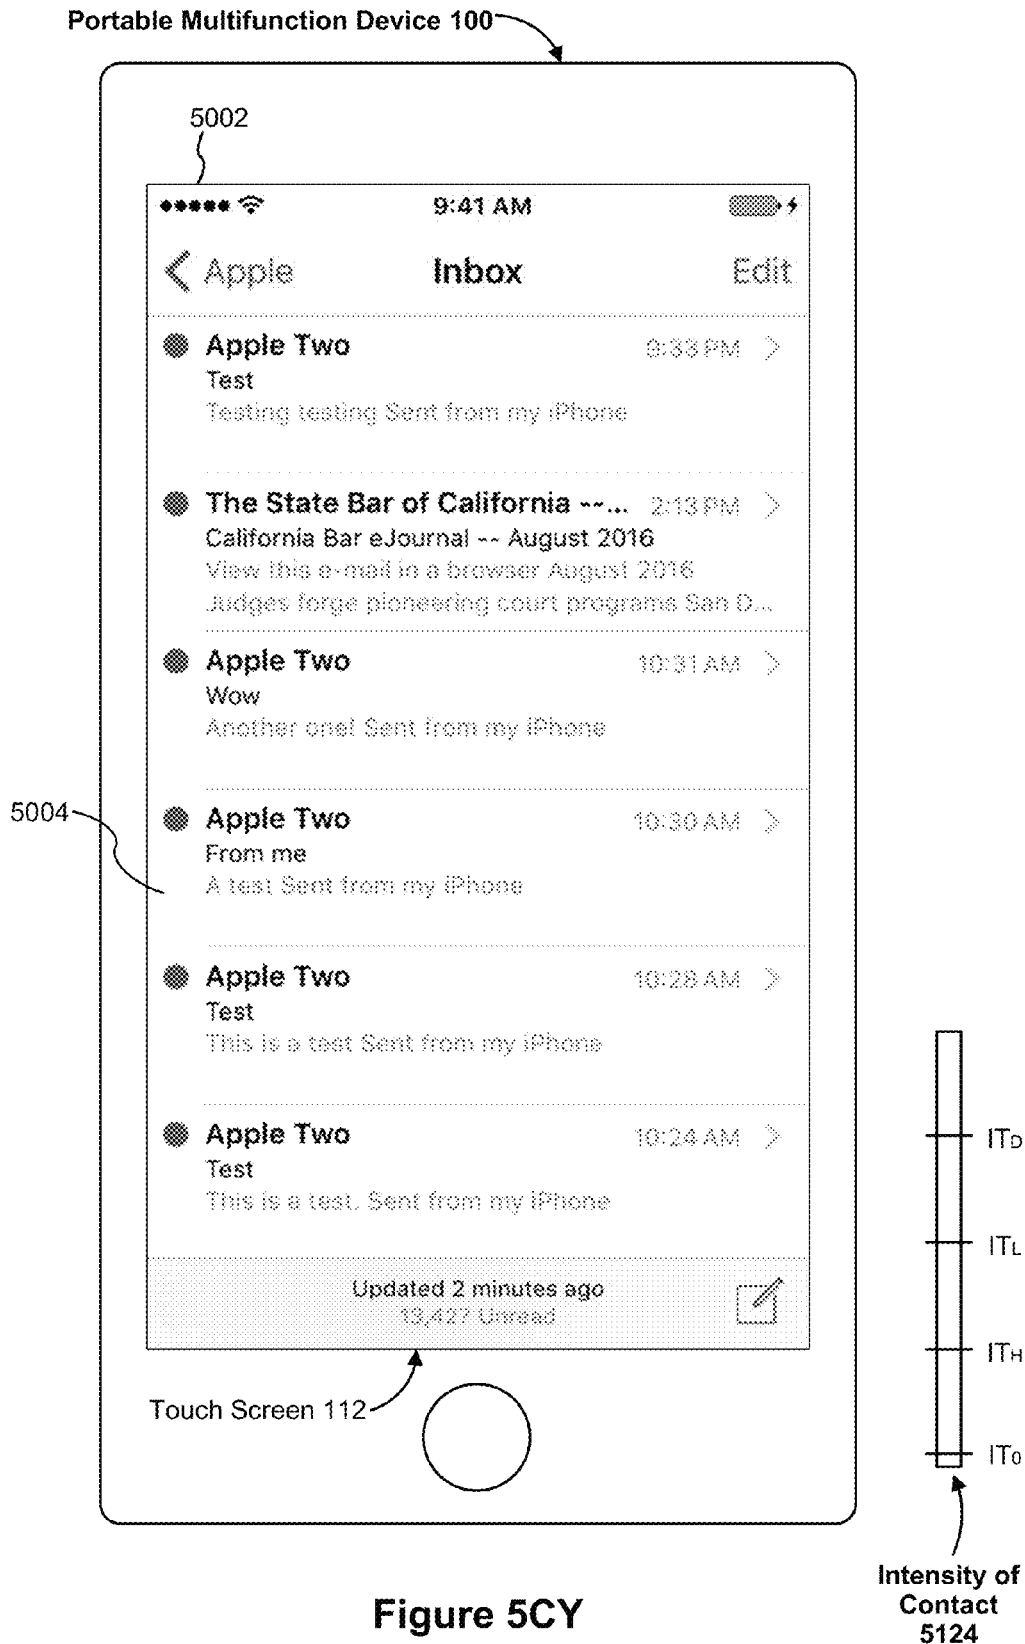 Portable Multifunction Device 100
5002
9:41 AM
Apple Inbox Edit
Apple Two 9:33 PM
Test
Testing testing Sent from my iPhone
The State Bar of California --... 2:13 PM
California Bar eJournal -- August 2016
View this e-mail in a browser August 2016
Judges forge pioneering court programs San D...
Apple Two 10:31 AM
Wow
Another one! Sent from my iPhone
5004
Apple Two 10:30 AM
From me
A test Sent from my iPhone
Apple Two 10:28 AM
Test
This is a test Sent from my iPhone
Apple Two 10:24 AM
Test
This is a test. Sent from my iPhone
Updated 2 minutes ago
13,427 Unread
Touch Screen 112
ITD
ITL
ITH
IT0
Intensity of
Contact
5124
Figure 5CY